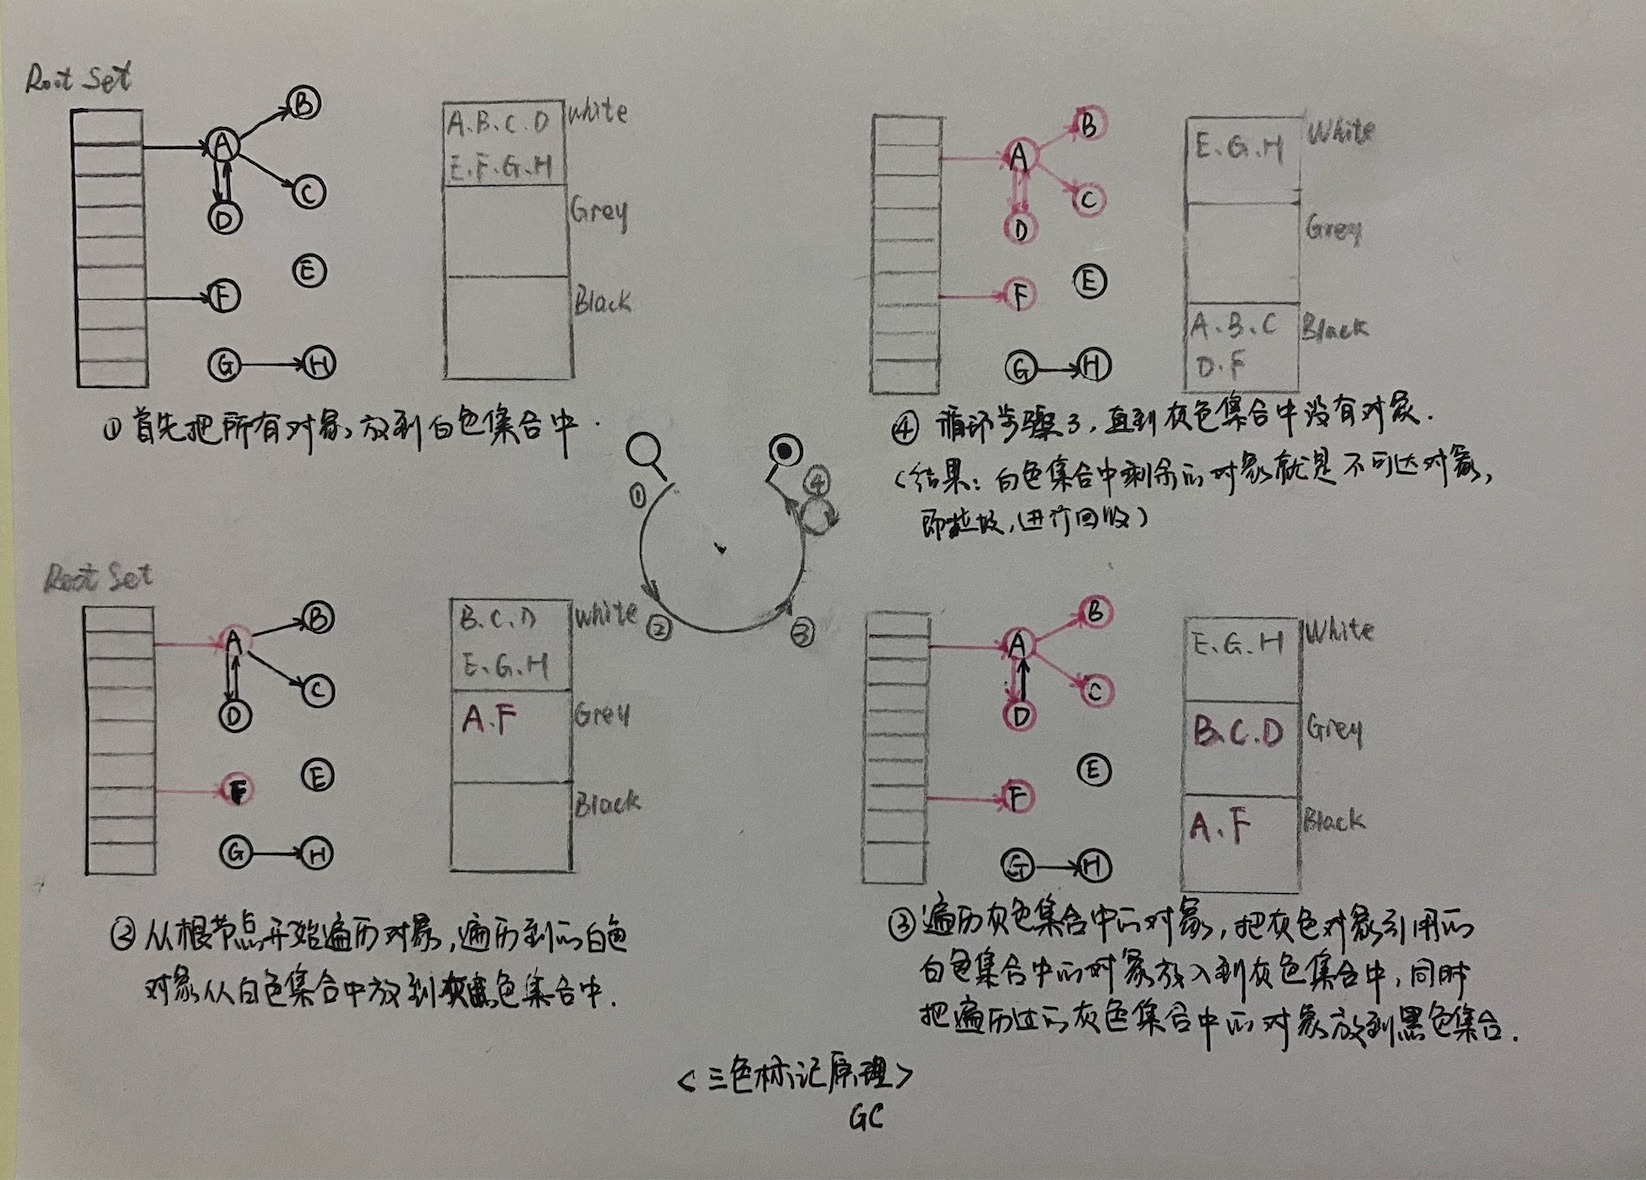 Root Set
B
A
C
D
E
F
G
H
A.B.C.D
E.F.G.H
White
Grey
Black
①首先把所有对象放到白色集合中.
B
A
C
D
E
F
G
H
E.G.H
White
Grey
A.B.C
D.F
Black
④ 循环步骤3,直到灰色集合中没有对象.
(结果:白色集合中剩余的对象就是不可达对象,
即垃圾,进行回收)
①
②
③
④
Root Set
B
A
C
D
E
F
G
H
B.C.D
E.G.H
White
A.F
Grey
Black
②从根节点开始遍历对象,遍历到的白色
对象从白色集合中放到灰色集合中.
B
A
C
D
E
F
G
H
E.G.H
White
B.C.D
Grey
A.F
Black
③遍历灰色集合中的对象,把灰色对象引用的
白色集合中的对象放入到灰色集合中,同时
把遍历过的灰色集合中的对象放到黑色集合.
<三色标记原理>
GC